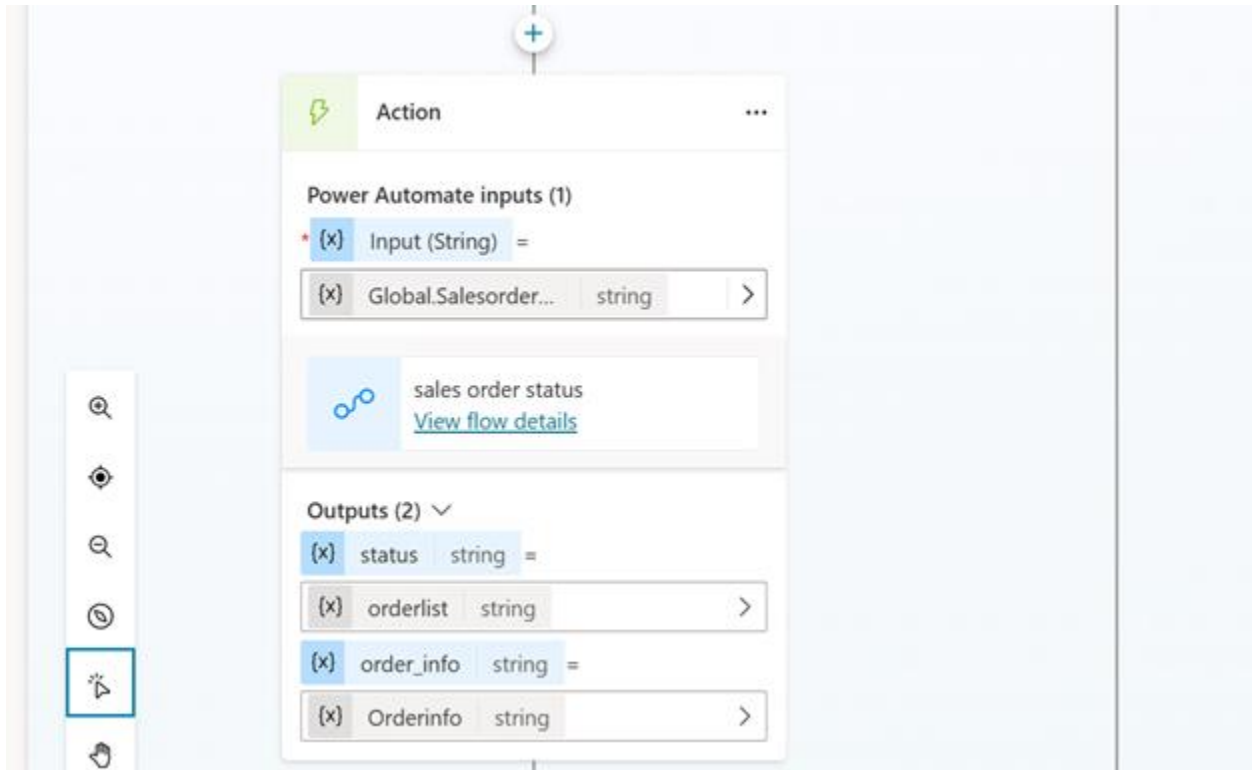 Action
Power Automate inputs (1)
* {x} Input (String) =
{x} Global.Salesorder... string
sales order status
View flow details
Outputs (2)
{x} status string =
{x} orderlist string
{x} order_info string =
{x} Orderinfo string